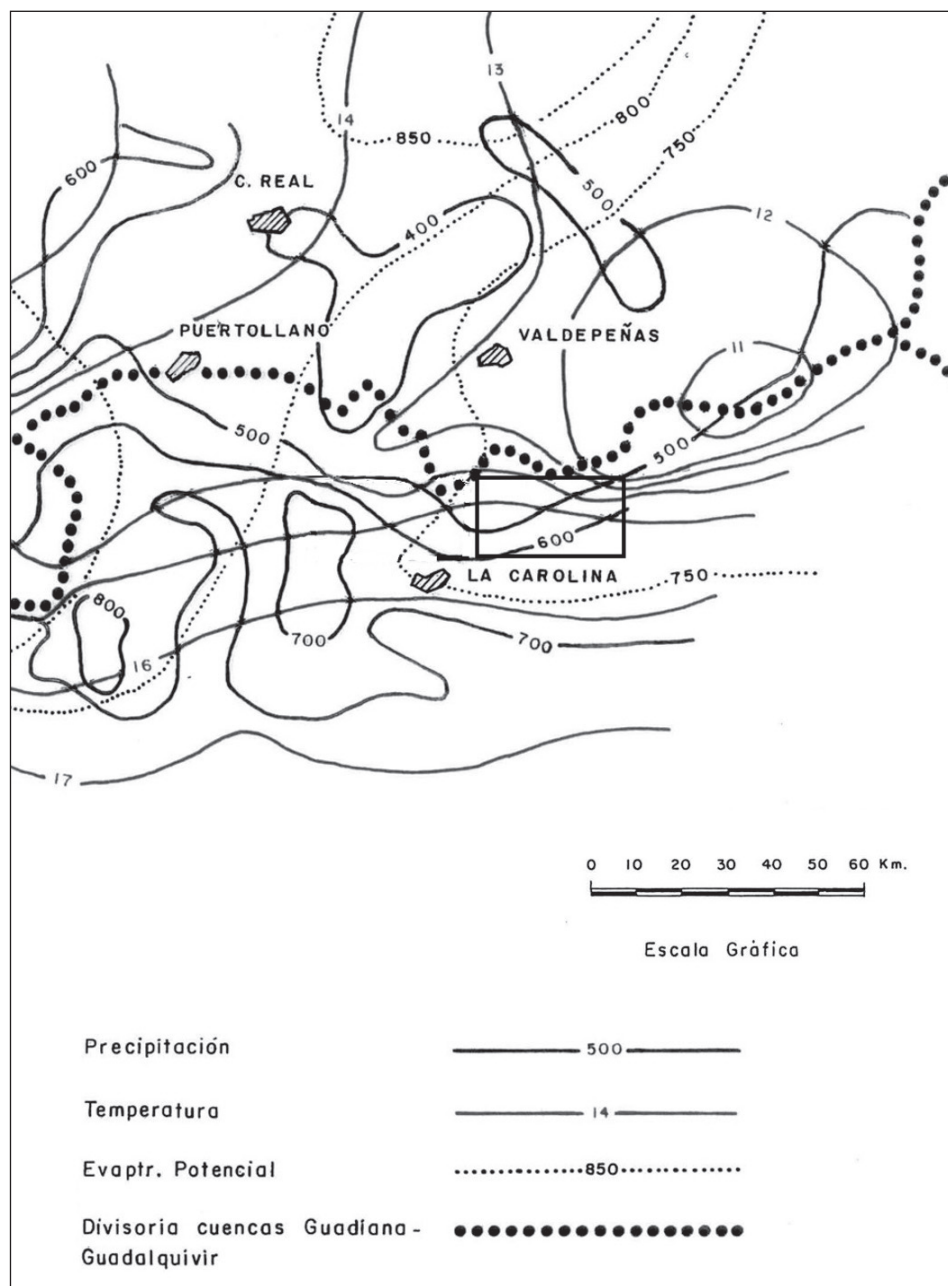 13
14
850
800
750
600
C. REAL
500
400
12
PUERTOLLANO
VALDEPEÑAS
11
500
500
600
LA CAROLINA
750
800
700
700
16
17
0 10 20 30 40 50 60 Km.
Escala Gráfica
Precipitación 500
Temperatura 14
Evaptr. Potencial 850
Divisoria cuencas Guadiana-
Guadalquivir